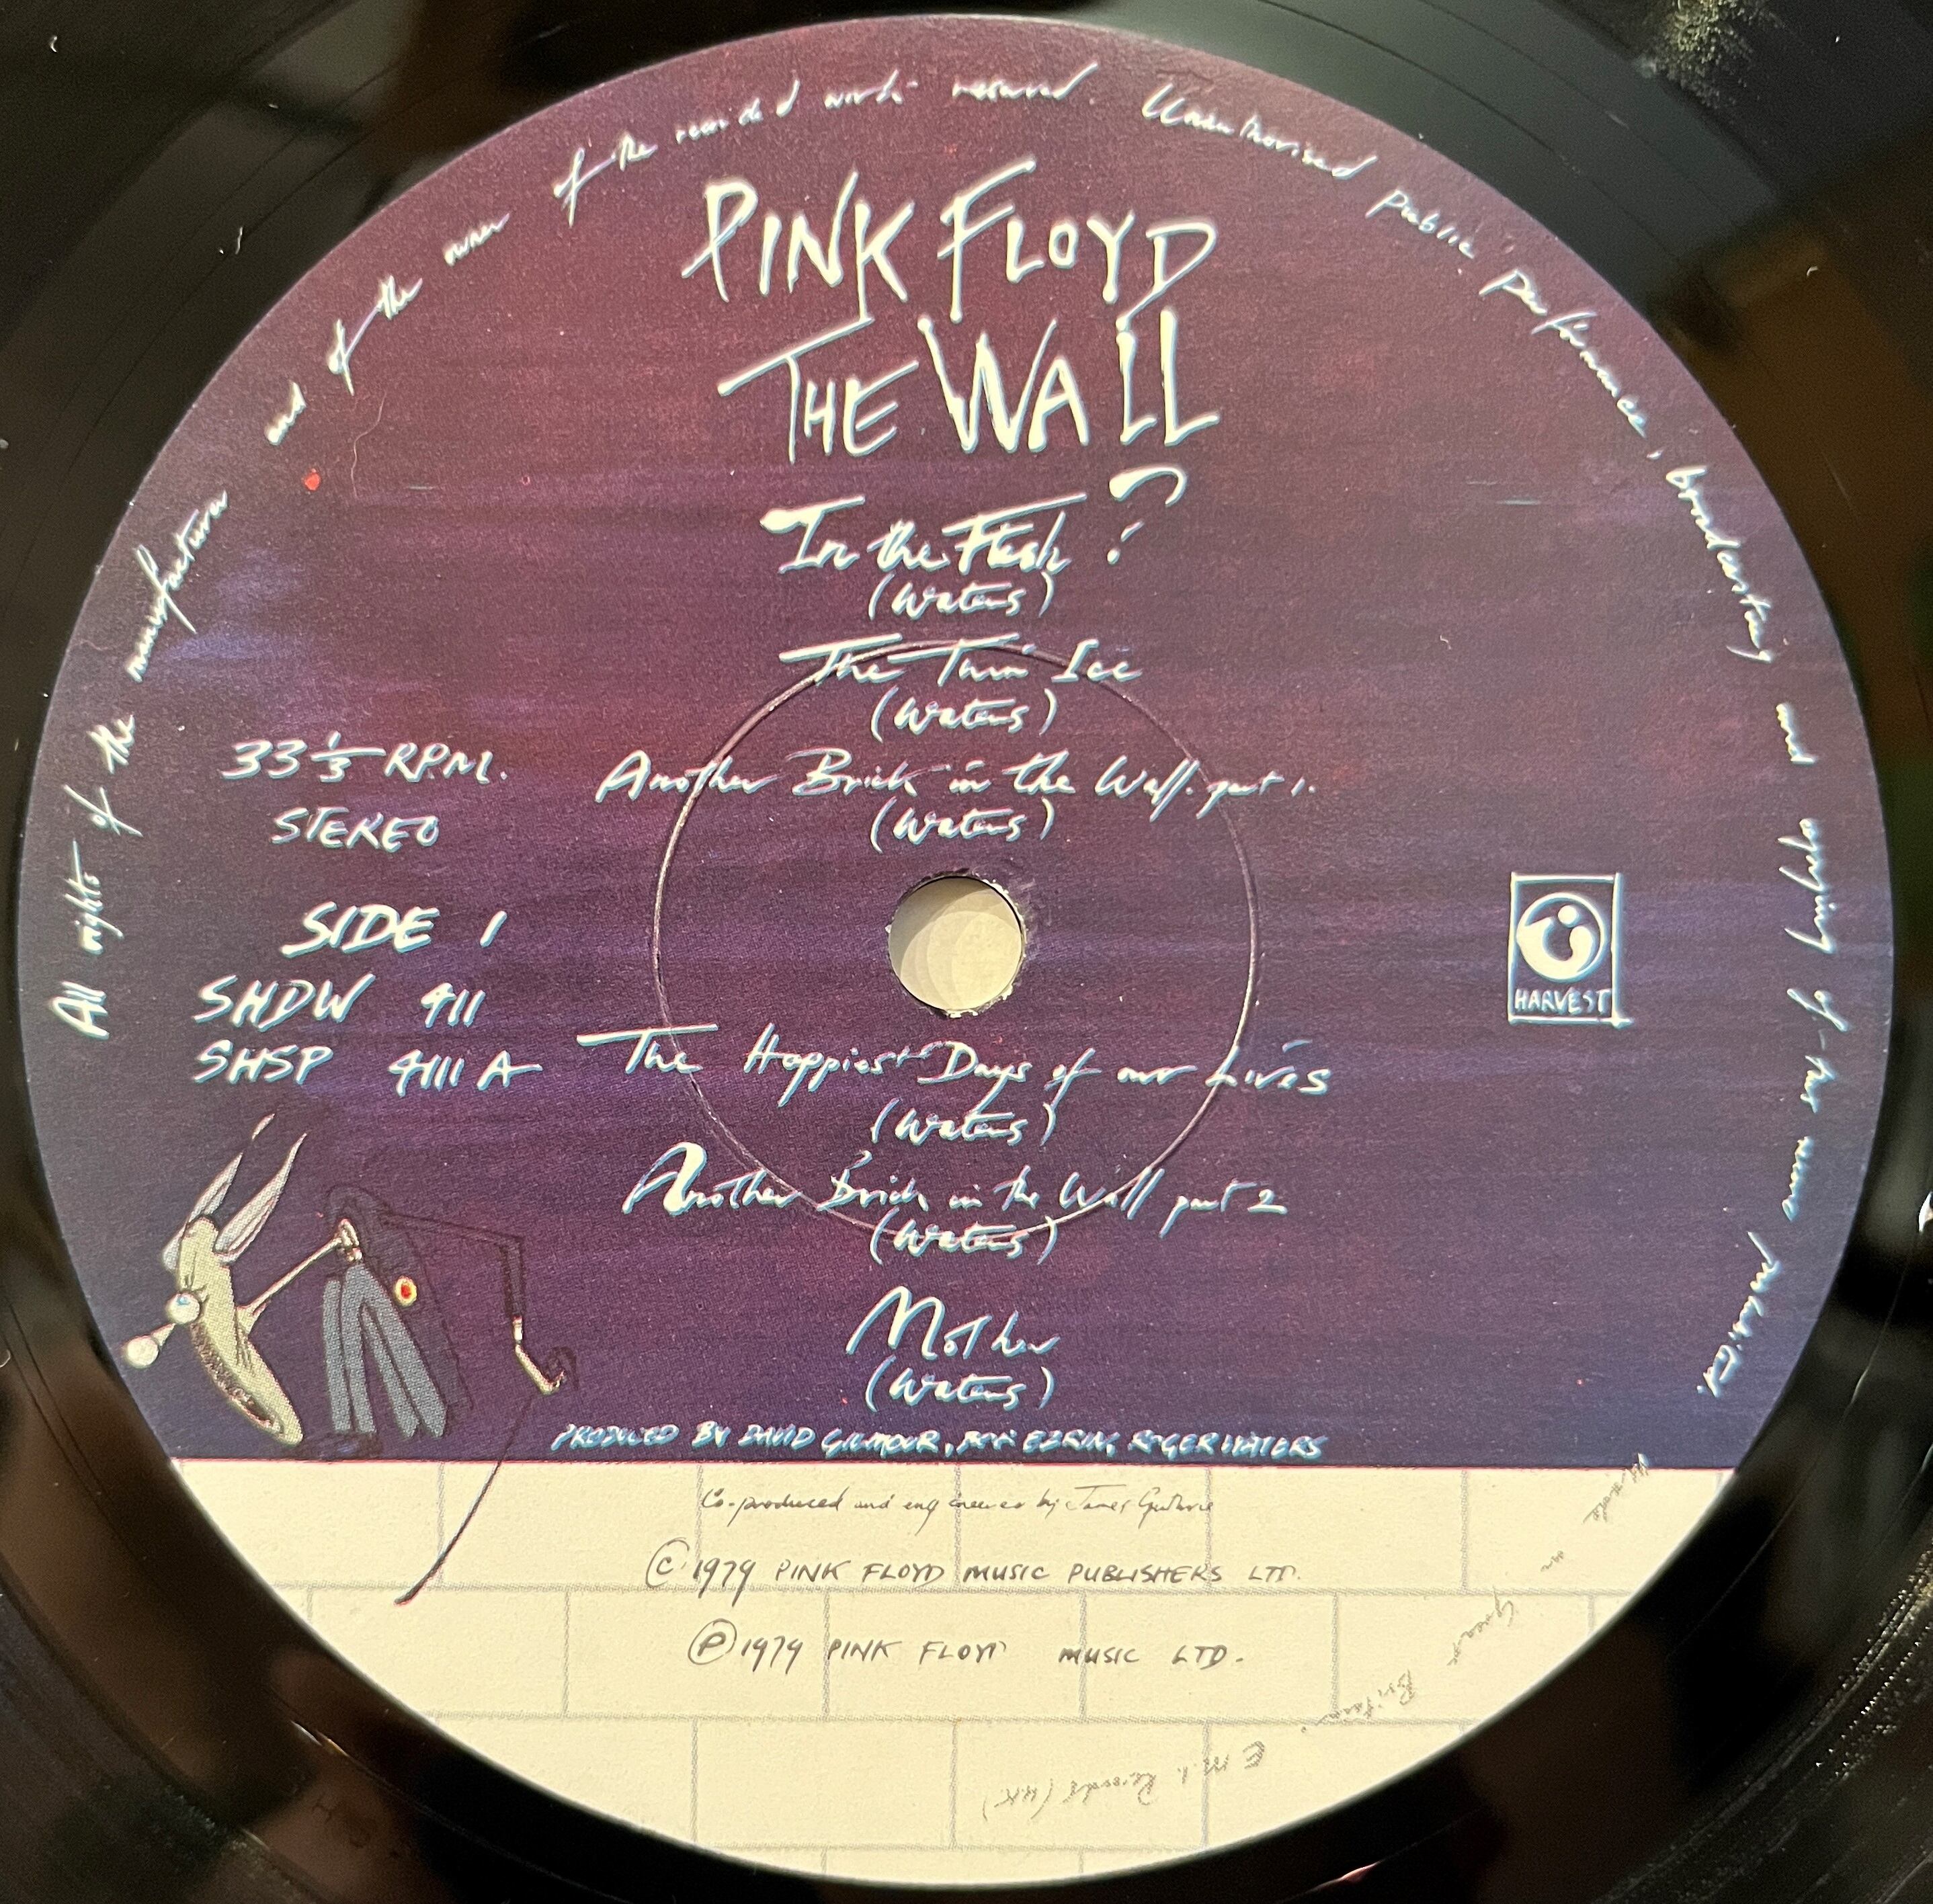 All rights of the manufacturer and of the owner of the recorded work reserved. Unauthorised public performance, broadcasting and copying of this record prohibited.
PINK FLOYD
THE WALL
In the Flesh ?
(Waters)
The Thin Ice
(Waters)
33⅓ RPM.
STEREO
Another Brick in the Wall. part 1.
(Waters)
SIDE 1
SHDW 411
SHSP 4111 A
HARVEST
The Happiest Days of our Lives
(Waters)
Another Brick in the Wall part 2
(Waters)
Mother
(Waters)
PRODUCED BY DAVID GILMOUR, BOB EZRIN, ROGER WATERS
Co-produced and engineered by James Guthrie
© 1979 PINK FLOYD MUSIC PUBLISHERS LTD.
℗ 1979 PINK FLOYD MUSIC LTD.
Made in Great Britain. E.M.I. Records (UK)